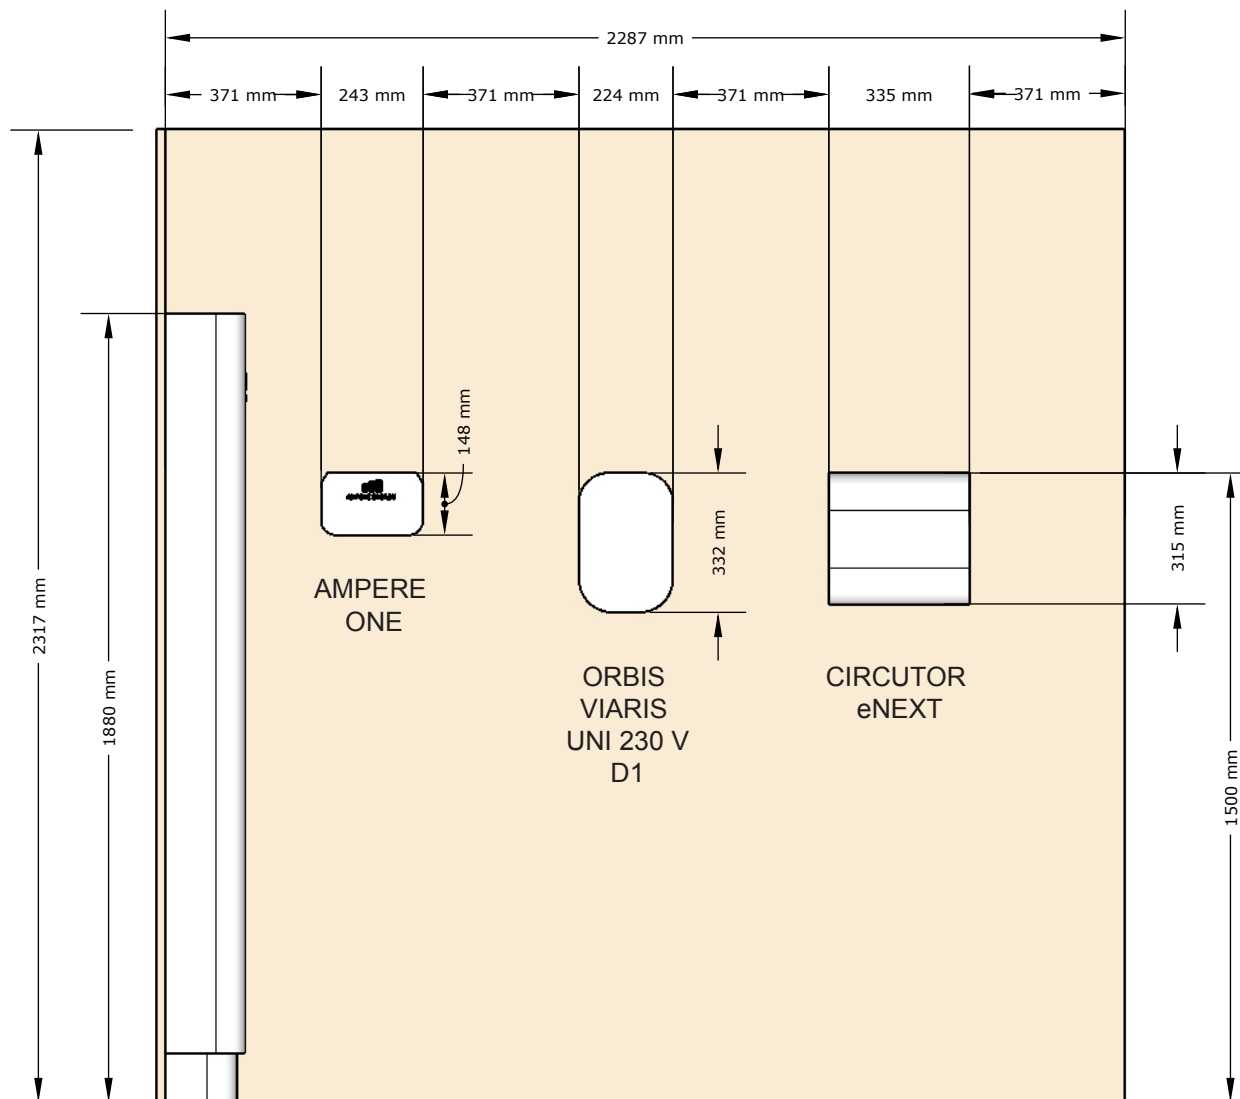 2287 mm
371 mm
243 mm
371 mm
224 mm
371 mm
335 mm
371 mm
148 mm
332 mm
315 mm
2317 mm
1880 mm
1500 mm
AMPERE
ONE
ORBIS
VIARIS
UNI 230 V
D1
CIRCUTOR
eNEXT